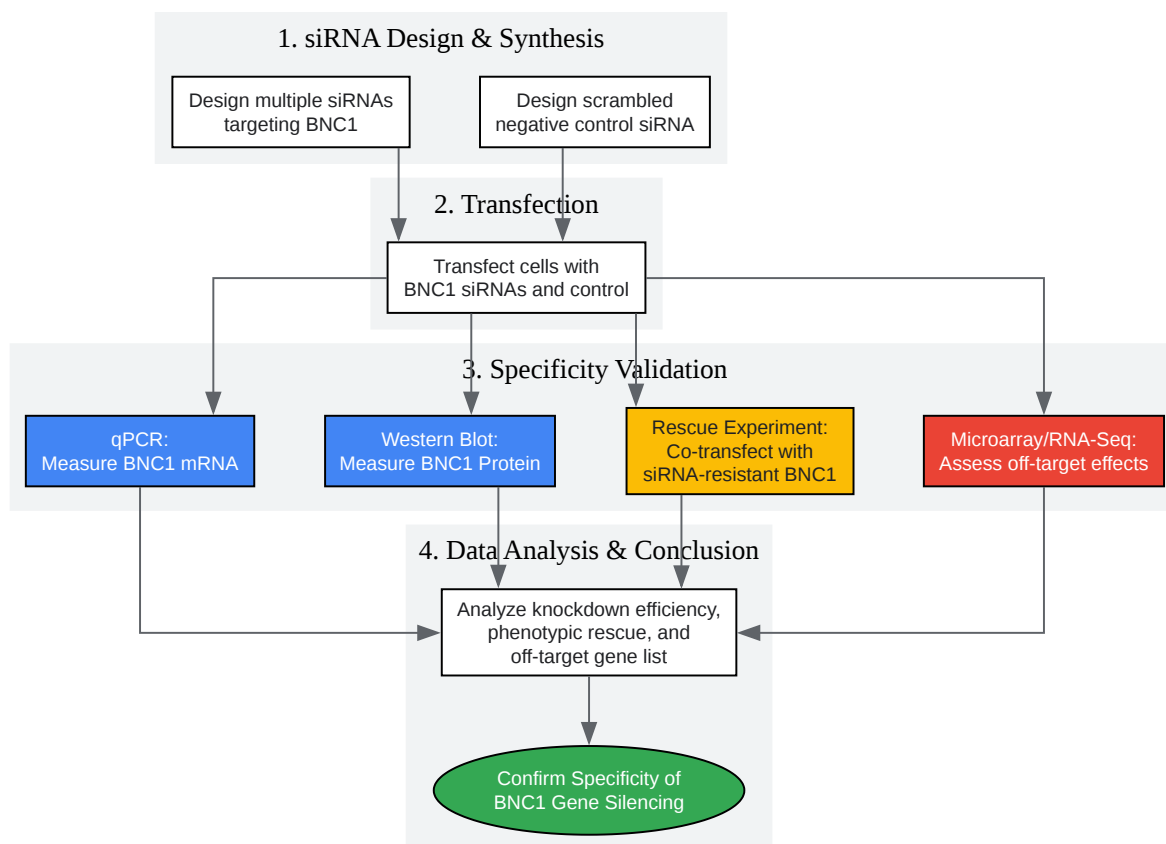 1. siRNA Design & Synthesis
Design multiple siRNAs
targeting BNC1
Design scrambled
negative control siRNA
2. Transfection
Transfect cells with
BNC1 siRNAs and control
3. Specificity Validation
qPCR:
Measure BNC1 mRNA
Western Blot:
Measure BNC1 Protein
Rescue Experiment:
Co-transfect with
siRNA-resistant BNC1
Microarray/RNA-Seq:
Assess off-target effects
4. Data Analysis & Conclusion
Analyze knockdown efficiency,
phenotypic rescue, and
off-target gene list
Confirm Specificity of
BNC1 Gene Silencing